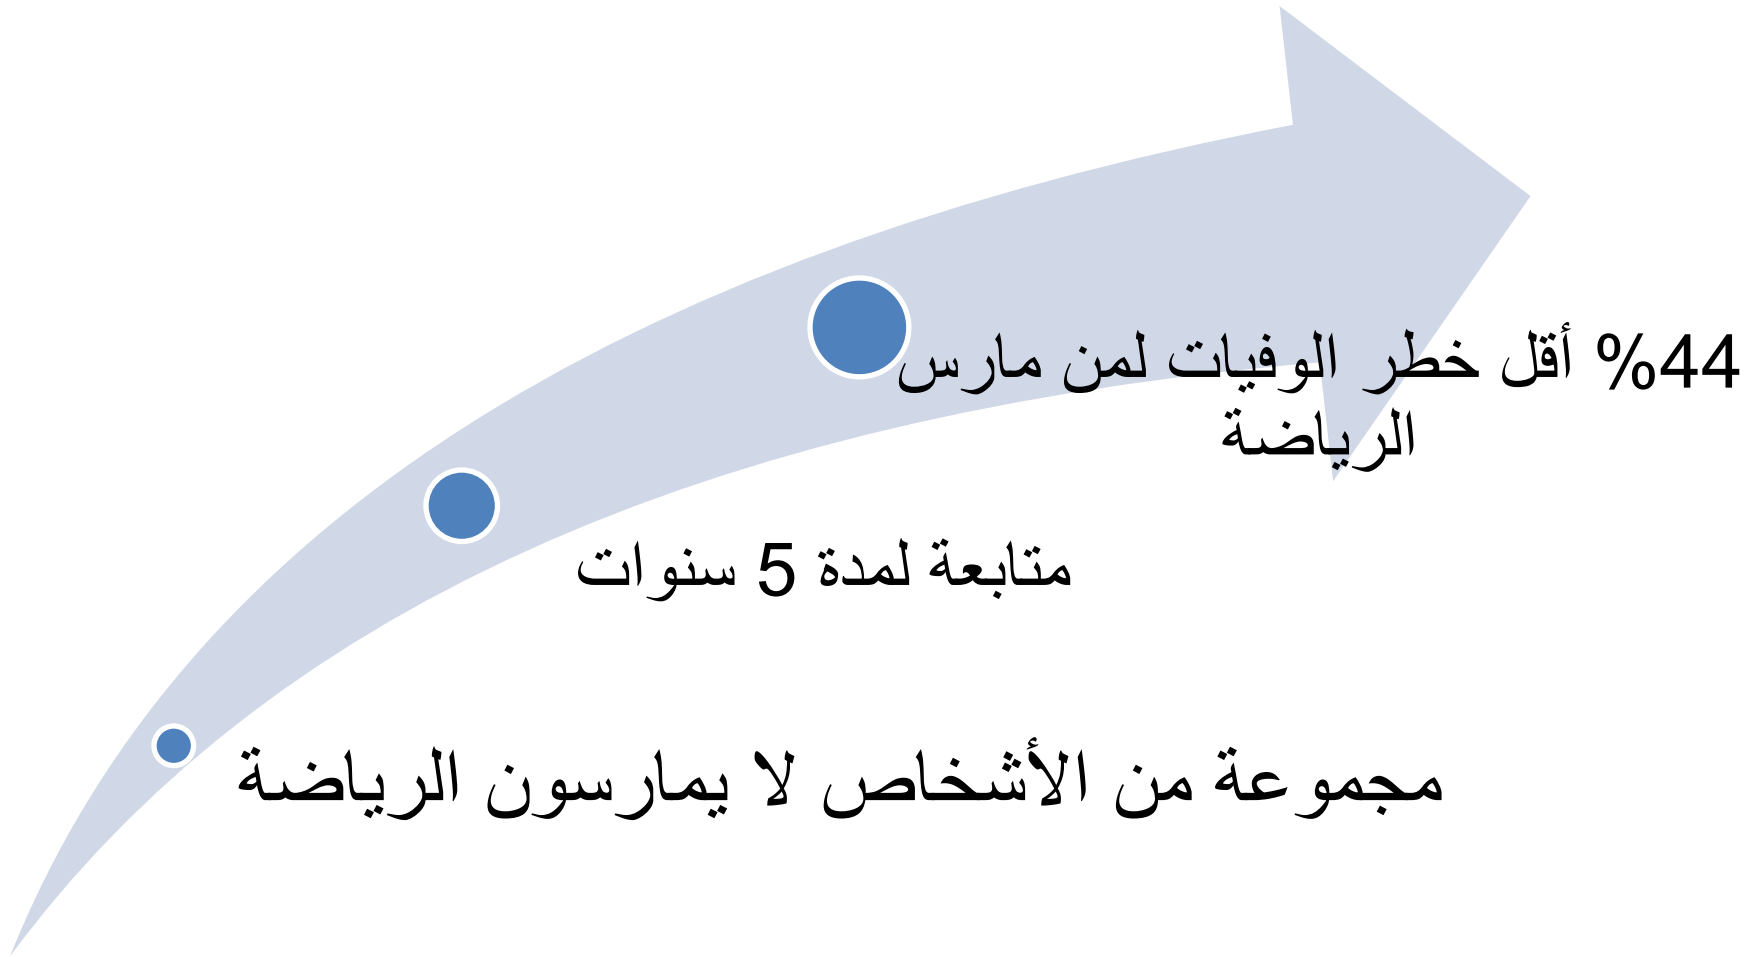 44% أقل خطر الوفيات لمن مارس
الرياضة
متابعة لمدة 5 سنوات
مجموعة من الأشخاص لا يمارسون الرياضة